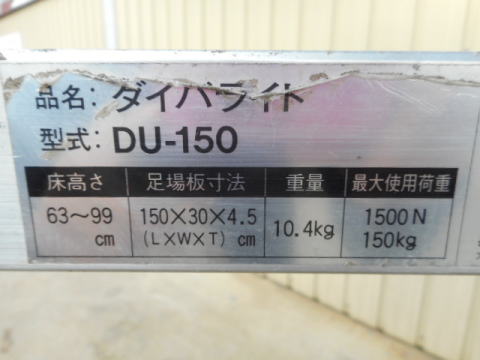 品名: ダイバライト
型式: DU-150
床高さ 足場板寸法 重量 最大使用荷重
63～99 cm 150×30×4.5 (L×W×T) cm 10.4kg 1500N 150kg